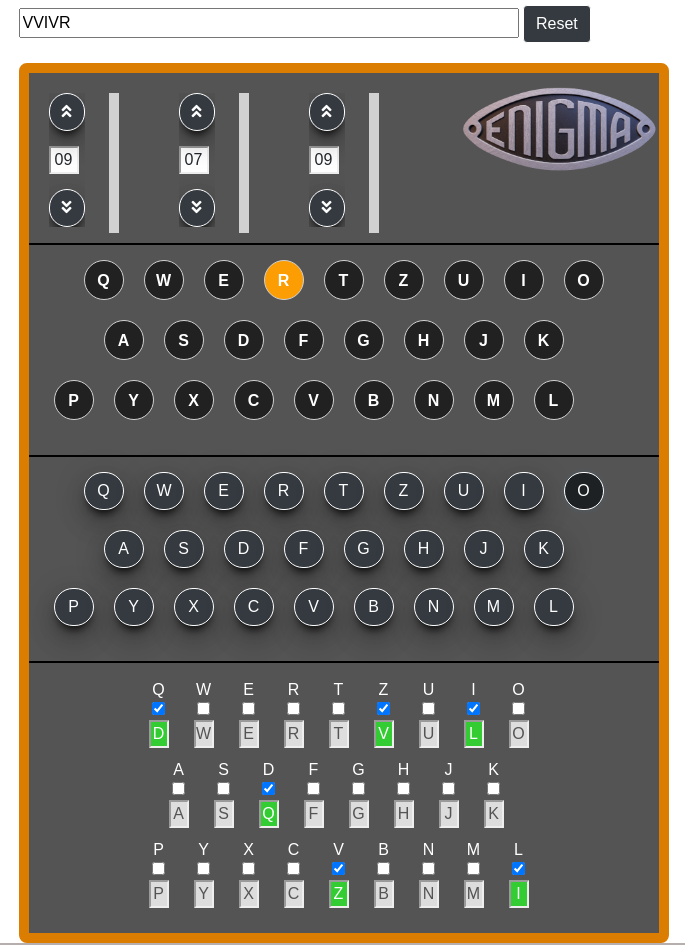 VVIVR Reset
ENIGMA
09 07 09
Q W E R T Z U I O
A S D F G H J K
P Y X C V B N M L
Q W E R T Z U I O
A S D F G H J K
P Y X C V B N M L
Q W E R T Z U I O
D W E R T V U L O
A S D F G H J K
A S Q F G H J K
P Y X C V B N M L
P Y X C Z B N M I